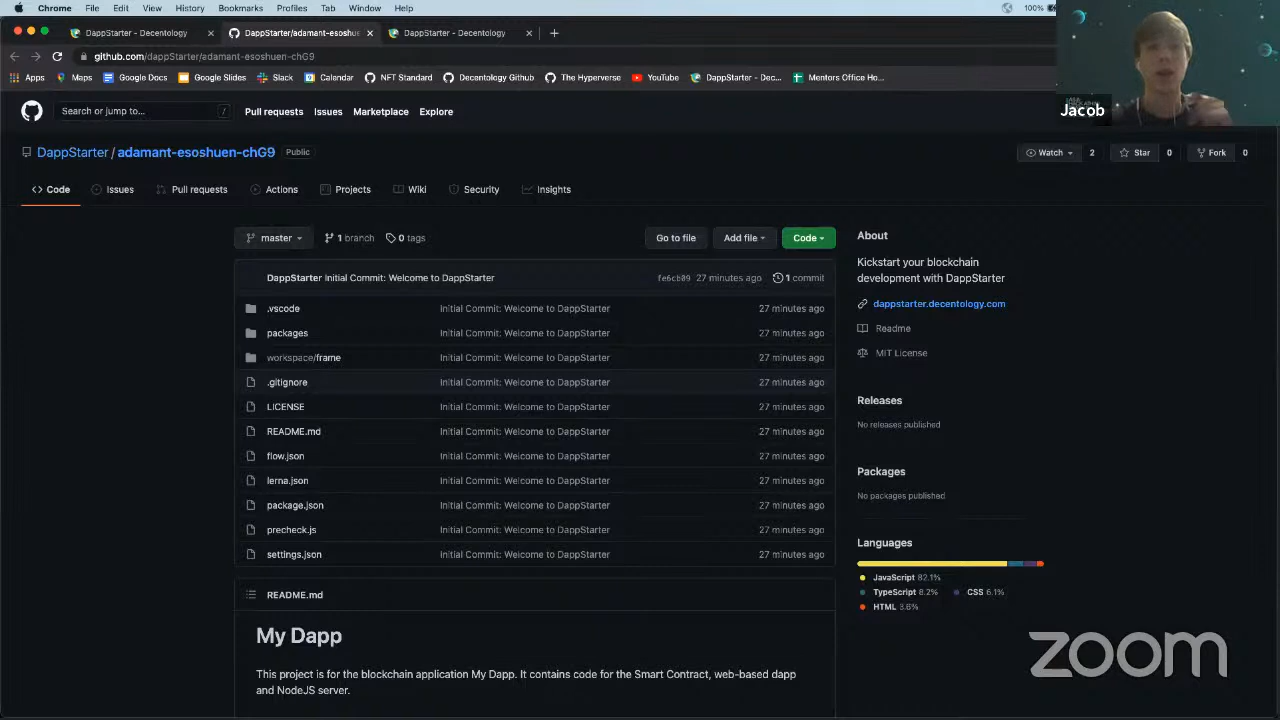 Chrome File Edit View History Bookmarks Profiles Tab Window Help 100%
DappStarter - Decentology DappStarter/adamant-esoshue DappStarter - Decentology
github.com/dappStarter/adamant-esoshuen-chG9
Apps Maps Google Docs Google Slides Slack Calendar NFT Standard Decentology Github The Hyperverse YouTube DappStarter - Dec... Mentors Office Ho...
Jacob
Search or jump to... / Pull requests Issues Marketplace Explore
DappStarter / adamant-esoshuen-chG9 Public
Watch 2 Star 0 Fork 0
Code Issues Pull requests Actions Projects Wiki Security Insights
master 1 branch 0 tags Go to file Add file Code
DappStarter Initial Commit: Welcome to DappStarter fe6cb09 27 minutes ago 1 commit
.vscode Initial Commit: Welcome to DappStarter 27 minutes ago
packages Initial Commit: Welcome to DappStarter 27 minutes ago
workspace/frame Initial Commit: Welcome to DappStarter 27 minutes ago
.gitignore Initial Commit: Welcome to DappStarter 27 minutes ago
LICENSE Initial Commit: Welcome to DappStarter 27 minutes ago
README.md Initial Commit: Welcome to DappStarter 27 minutes ago
flow.json Initial Commit: Welcome to DappStarter 27 minutes ago
lerna.json Initial Commit: Welcome to DappStarter 27 minutes ago
package.json Initial Commit: Welcome to DappStarter 27 minutes ago
precheck.js Initial Commit: Welcome to DappStarter 27 minutes ago
settings.json Initial Commit: Welcome to DappStarter 27 minutes ago
README.md
My Dapp
This project is for the blockchain application My Dapp. It contains code for the Smart Contract, web-based dapp
and NodeJS server.
About
Kickstart your blockchain
development with DappStarter
dappstarter.decentology.com
Readme
MIT License
Releases
No releases published
Packages
No packages published
Languages
JavaScript 82.1%
TypeScript 8.2% CSS 6.1%
HTML 3.6%
zoom